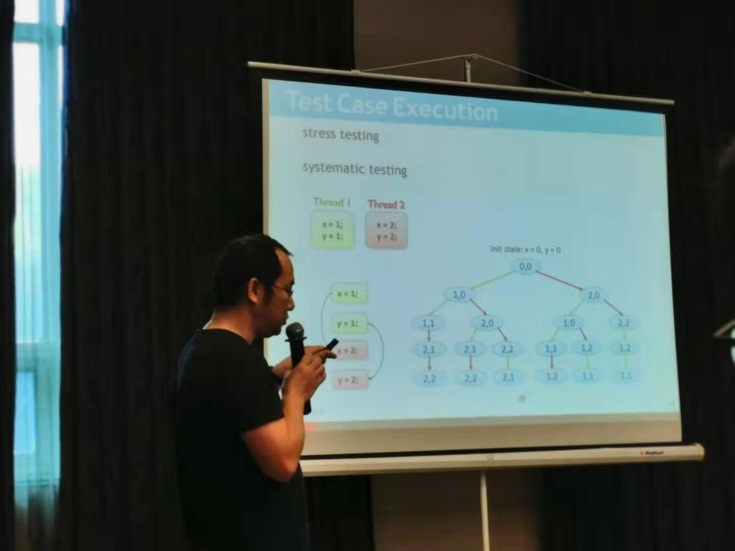 Test Case Execution
stress testing
systematic testing
Thread 1 Thread 2
x = 1; x = 2;
y = 1; y = 2;
Init state: x = 0, y = 0
0,0
x = 1; 1,0 2,0
y = 1; 1,1 2,0 1,0 2,2
x = 2; 2,1 2,1 2,2 1,1 1,2 1,2
y = 2; 2,2 2,2 2,1 1,2 1,1 1,1